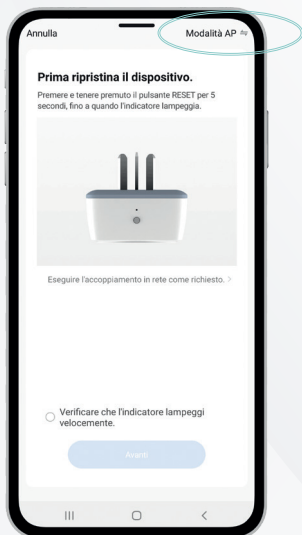 Annulla
Modalità AP
Prima ripristina il dispositivo.
Premere e tenere premuto il pulsante RESET per 5
secondi, fino a quando l'indicatore lampeggia.
Eseguire l'accoppiamento in rete come richiesto. >
Verificare che l'indicatore lampeggi
velocemente.
Avanti